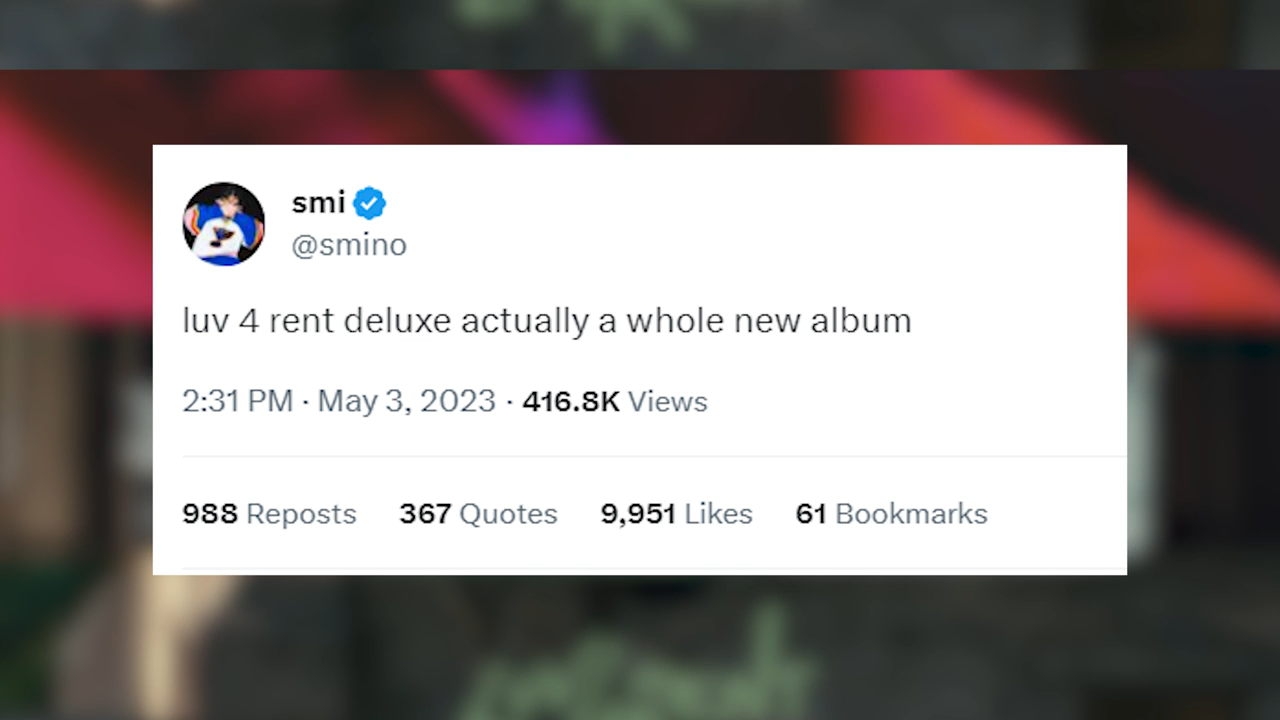 smi
@smino
luv 4 rent deluxe actually a whole new album
2:31 PM · May 3, 2023 · 416.8K Views
988 Reposts 367 Quotes 9,951 Likes 61 Bookmarks